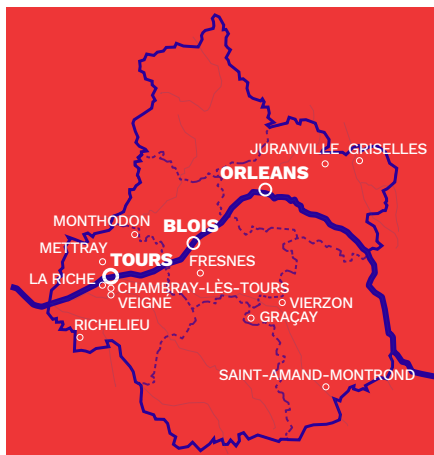 JURANVILLE GRISELLES
ORLEANS
MONTHODON
BLOIS
METTRAY
TOURS
FRESNES
LA RICHE
CHAMBRAY-LÈS-TOURS
VEIGNÉ
VIERZON
GRAÇAY
RICHELIEU
SAINT-AMAND-MONTROND